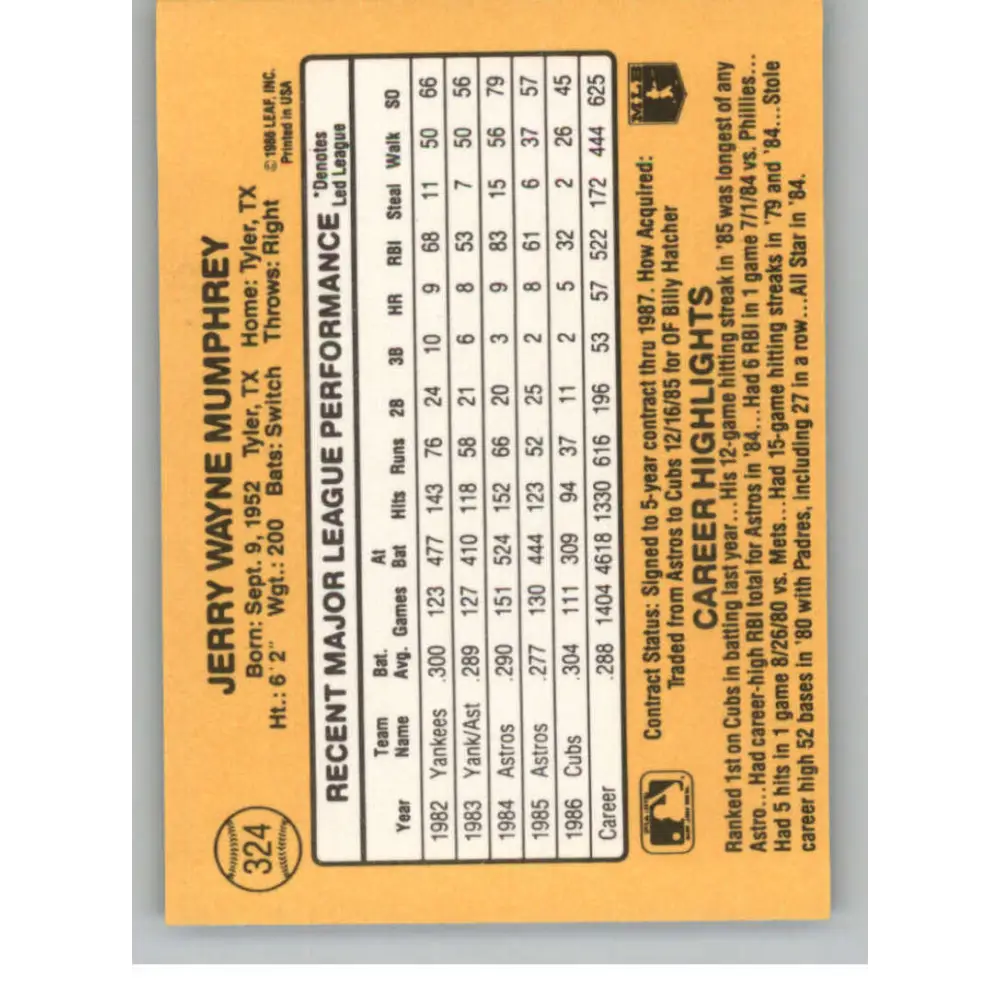 324
JERRY WAYNE MUMPHREY
Born: Sept. 9, 1952 Tyler, TX Home: Tyler, TX
Ht.: 6'2" Wgt.: 200 Bats: Switch Throws: Right
© 1986 LEAF, INC.
Printed in USA
RECENT MAJOR LEAGUE PERFORMANCE
*Denotes
Led League
Year Team Name Bat. Avg. Games At Bat Hits Runs 2B 3B HR RBI Steal Walk SO
1982 Yankees .300 123 477 143 76 24 10 9 68 11 50 66
1983 Yank/Ast .289 127 410 118 58 21 6 8 53 7 50 56
1984 Astros .290 151 524 152 66 20 3 9 83 15 56 79
1985 Astros .277 130 444 123 52 25 2 8 61 6 37 57
1986 Cubs .304 111 309 94 37 11 2 5 32 2 26 45
Career .288 1404 4618 1330 616 196 53 57 522 172 444 625
Contract Status: Signed to 5-year contract thru 1987. How Acquired:
Traded from Astros to Cubs 12/16/85 for OF Billy Hatcher
MLB
CAREER HIGHLIGHTS
Ranked 1st on Cubs in batting last year...His 12-game hitting streak in '85 was longest of any
Astro...Had career-high RBI total for Astros in '84...Had 6 RBI in 1 game 7/1/84 vs. Phillies...
Had 5 hits in 1 game 8/26/80 vs. Mets...Had 15-game hitting streaks in '79 and '84...Stole
career high 52 bases in '80 with Padres, including 27 in a row...All Star in '84.